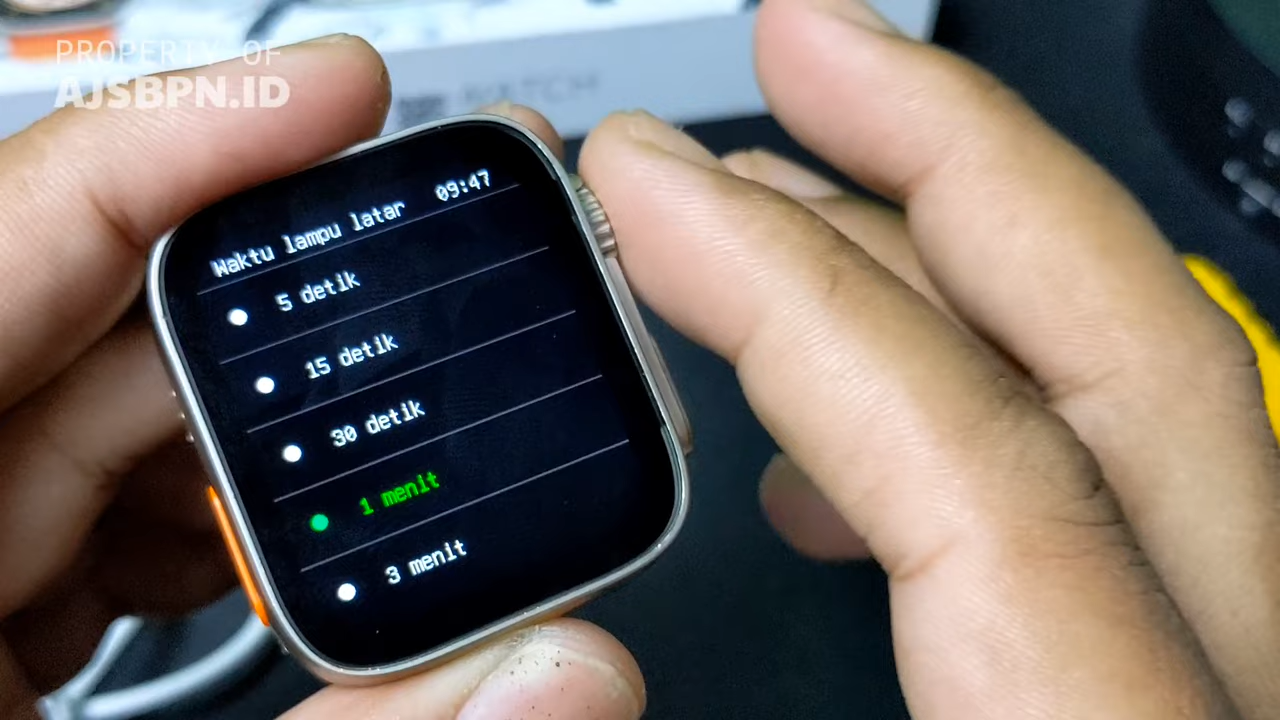 PROPERTY OF
AJSBPN.ID
WATCH
09:47
Waktu lampu latar
5 detik
15 detik
30 detik
1 menit
3 menit